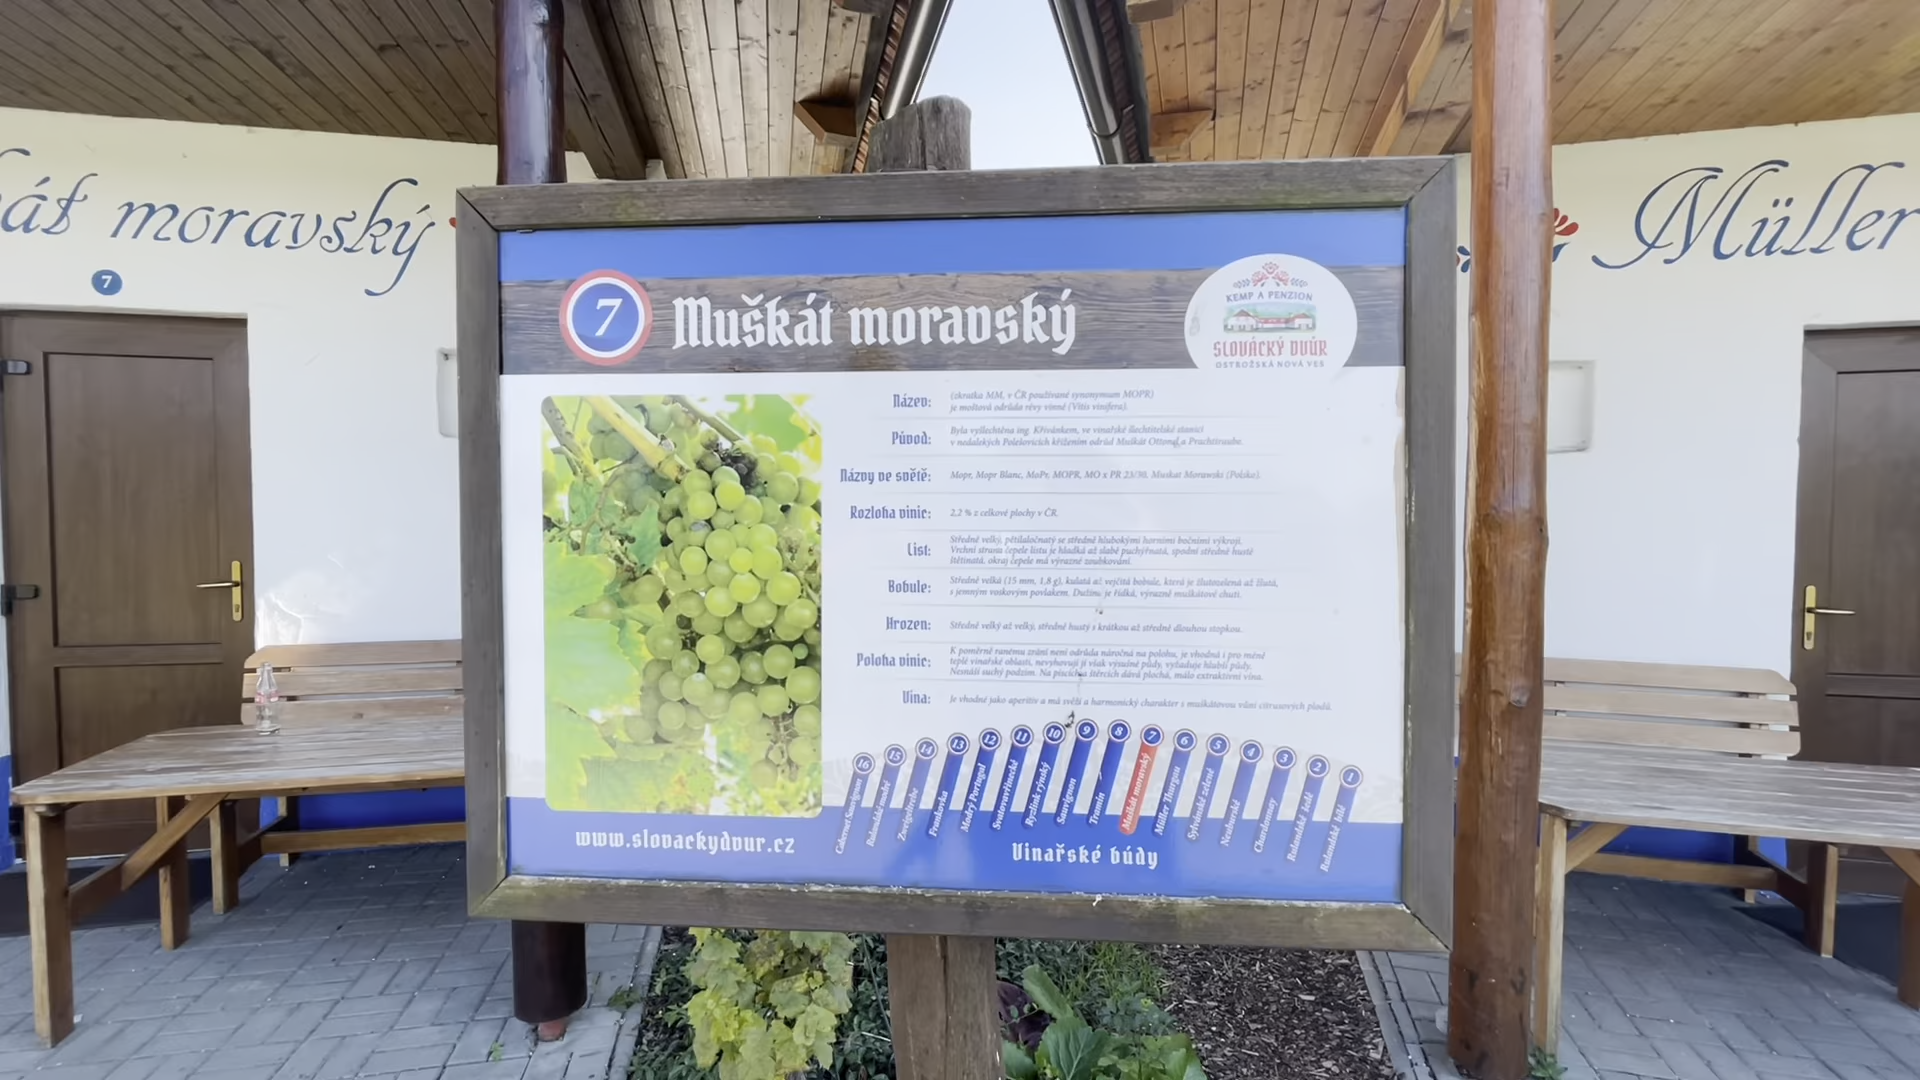 át moravský
7
Müller
7
Muškát moravský
KEMP A PENZION
SLOVÁCKÝ DVŮR
OSTROŽSKÁ NOVÁ VES
Název:
(zkratka MM, v ČR používané synonymum MOPR)
je moštová odrůda révy vinné (Vitis vinifera).
Původ:
Byla vyšlechtěna ing. Křivánkem, ve vinařské šlechtitelské stanici
v nedalekých Polešovicích křížením odrůd Muškát Ottonel a Prachttraube.
Názvy ve světě:
Mopr, Mopr Blanc, MoPr, MOPR, MO x PR 23/30, Muskat Morawski (Polsko).
Rozloha vinic:
2,2 % z celkové plochy v ČR.
List:
Středně velký, pětilaločnatý se středně hlubokými horními bočními výkroji.
Vrchní strana čepele listu je hladká až slabě puchýřnatá, spodní středně hustě
štětinatá, okraj čepele má výrazné zoubkování.
Bobule:
Středně velká (15 mm, 1,8 g), kulatá až vejčitá bobule, která je žlutozelená až žlutá,
s jemným voskovým povlakem. Dužina je řídká, výrazně muškátové chuti.
Hrozen:
Středně velký až velký, středně hustý s krátkou až středně dlouhou stopkou.
Poloha vinic:
K poměrně ranému zrání není odrůda náročná na polohu, je vhodná i pro méně
teplé vinařské oblasti, nevyhovují jí však výsušné půdy, vyžaduje hlubší půdy.
Nesnáší suchý podzim. Na píscích a štěrcích dává plochá, málo extraktivní vína.
Vína:
Je vhodné jako aperitiv a má svěží a harmonický charakter s muškátovou vůní citrusových plodů.
16 Cabernet Sauvignon
15 Rulandské modré
14 Zweigeltrebe
13 Frankovka
12 Modrý Portugal
11 Svatovavřinecké
10 Ryzlink rýnský
9 Sauvignon
8 Tramín
7 Muškát moravský
6 Müller Thurgau
5 Sylvánské zelené
4 Neuburské
3 Chardonnay
2 Rulandské šedé
1 Rulandské bílé
www.slovackydvur.cz
Vinařské búdy